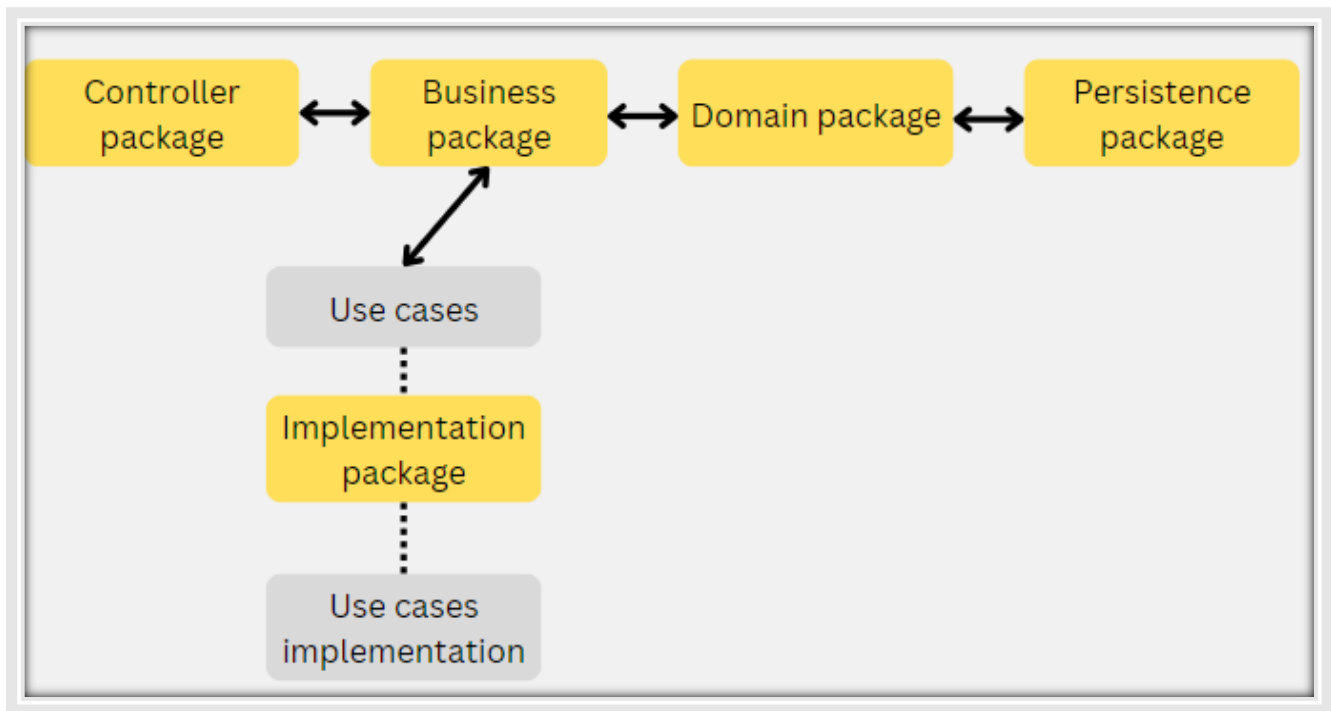 Controller
package
Business
package
Domain package
Persistence
package
Use cases
Implementation
package
Use cases
implementation